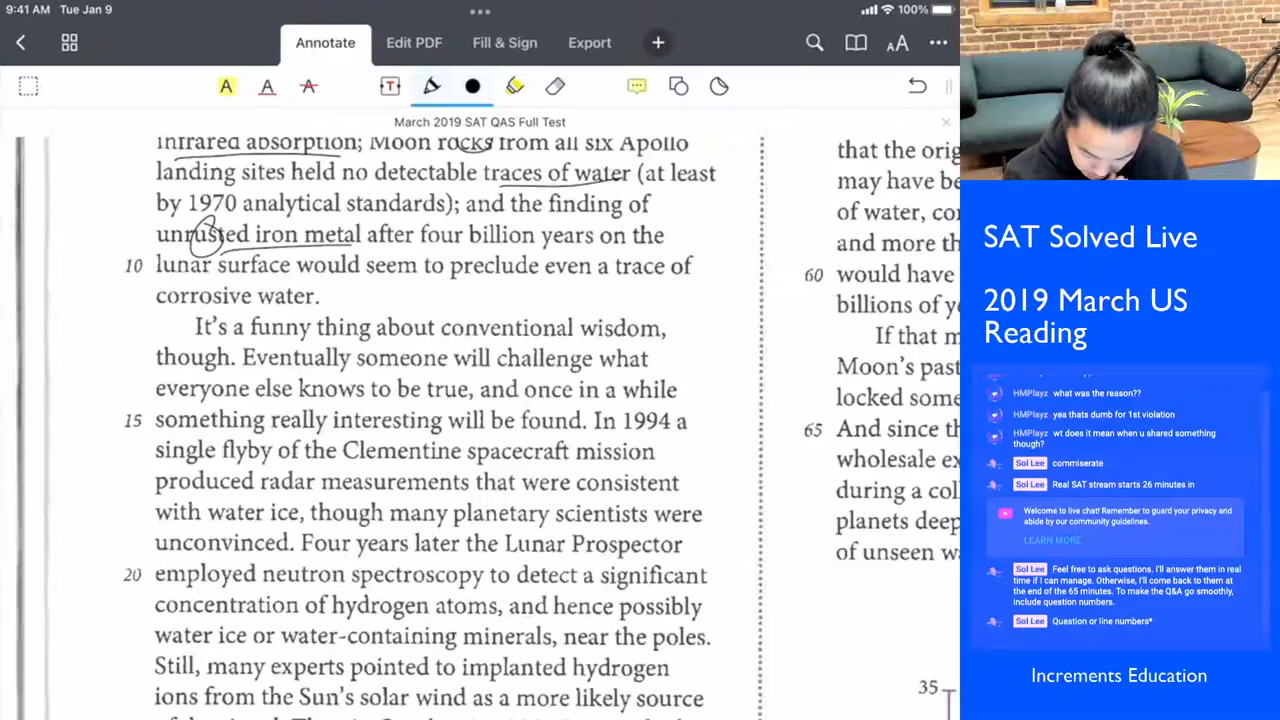 9:41 AM Tue Jan 9
100%
Annotate
Edit PDF
Fill & Sign
Export
AA
A
A
A
T
March 2019 SAT QAS Full Test
infrared absorption; Moon rocks from all six Apollo
landing sites held no detectable traces of water (at least
by 1970 analytical standards); and the finding of
unrusted iron metal after four billion years on the
10 lunar surface would seem to preclude even a trace of
corrosive water.
It's a funny thing about conventional wisdom,
though. Eventually someone will challenge what
everyone else knows to be true, and once in a while
15 something really interesting will be found. In 1994 a
single flyby of the Clementine spacecraft mission
produced radar measurements that were consistent
with water ice, though many planetary scientists were
unconvinced. Four years later the Lunar Prospector
20 employed neutron spectroscopy to detect a significant
concentration of hydrogen atoms, and hence possibly
water ice or water-containing minerals, near the poles.
Still, many experts pointed to implanted hydrogen
ions from the Sun's solar wind as a more likely source
that the orig
may have be
of water, co
and more th
60 would have
billions of ye
If that m
Moon's past
locked some
65 And since th
wholesale ex
during a coll
planets deep
of unseen w
35
SAT Solved Live
2019 March US
Reading
HMPlayz what was the reason??
HMPlayz yea thats dumb for 1st violation
HMPlayz wt does it mean when u shared something
though?
Sol Lee commiserate
Sol Lee Real SAT stream starts 26 minutes in
Welcome to live chat! Remember to guard your privacy and
abide by our community guidelines.
LEARN MORE
Sol Lee Feel free to ask questions. I'll answer them in real
time if I can manage. Otherwise, I'll come back to them at
the end of the 65 minutes. To make the Q&A go smoothly,
include question numbers.
Sol Lee Question or line numbers*
Increments Education